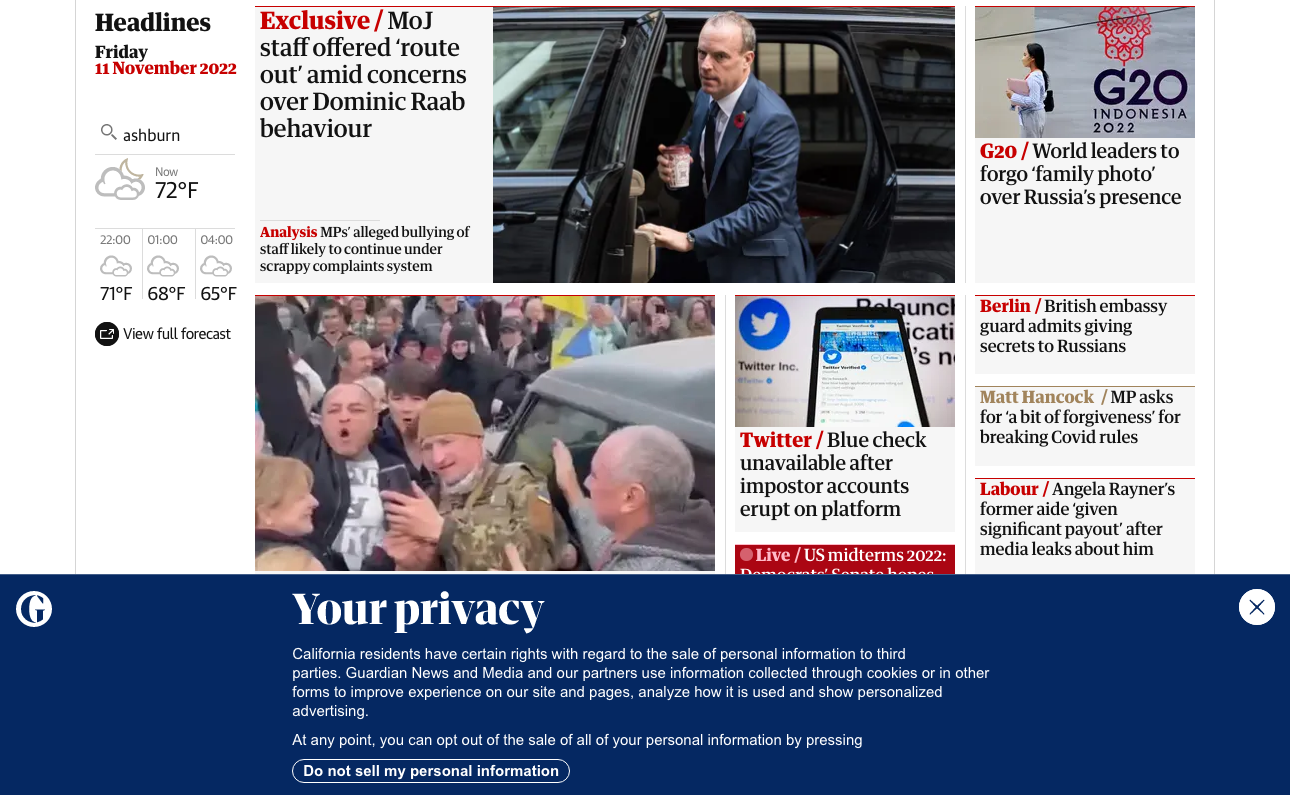 Headlines
Friday
11 November 2022
ashburn
Now
72°F
22:00
01:00
04:00
71°F
68°F
65°F
View full forecast
Exclusive / MoJ
staff offered ‘route
out’ amid concerns
over Dominic Raab
behaviour
Analysis MPs’ alleged bullying of
staff likely to continue under
scrappy complaints system
G20
INDONESIA
2022
G20 / World leaders to
forgo ‘family photo’
over Russia’s presence
Twitter Inc.
Twitter / Blue check
unavailable after
impostor accounts
erupt on platform
Live / US midterms 2022:
Democrats’ Senate hopes
Berlin / British embassy
guard admits giving
secrets to Russians
Matt Hancock / MP asks
for ‘a bit of forgiveness’ for
breaking Covid rules
Labour / Angela Rayner’s
former aide ‘given
significant payout’ after
media leaks about him
Your privacy
California residents have certain rights with regard to the sale of personal information to third
parties. Guardian News and Media and our partners use information collected through cookies or in other
forms to improve experience on our site and pages, analyze how it is used and show personalized
advertising.
At any point, you can opt out of the sale of all of your personal information by pressing
Do not sell my personal information